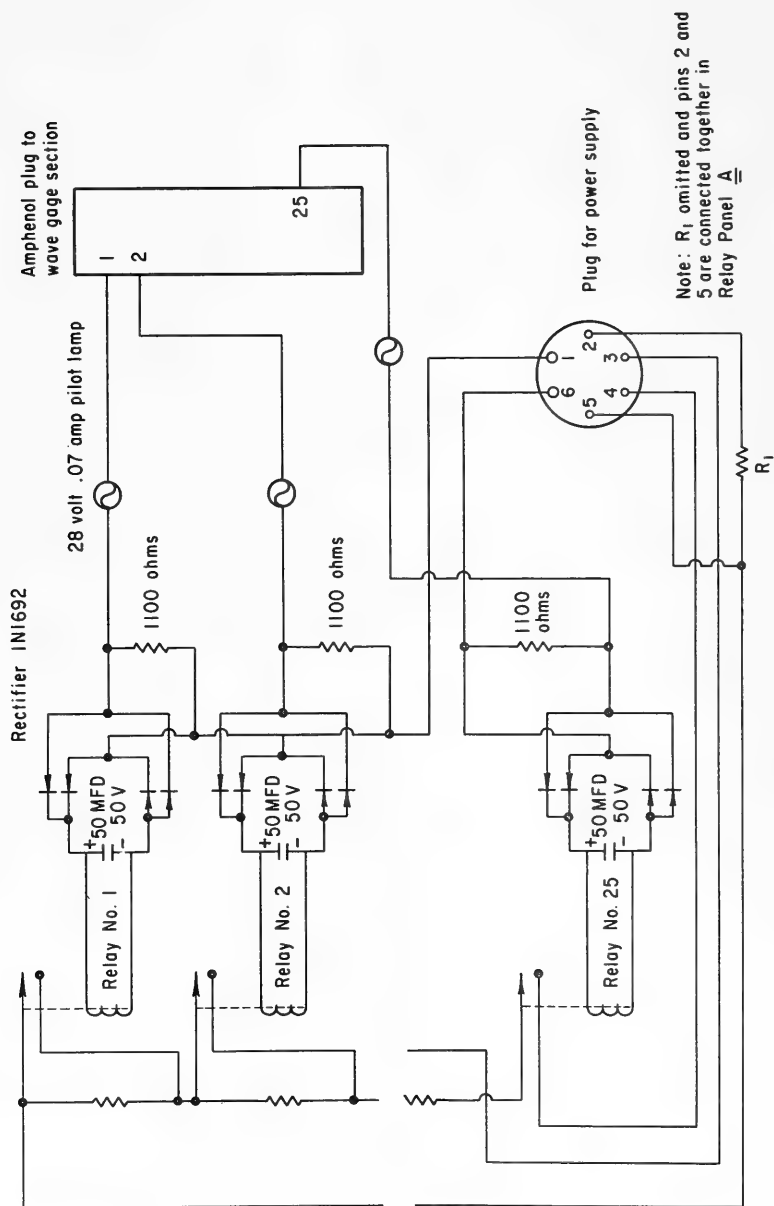 Rectifier IN1692
28 volt .07 amp pilot lamp
Amphenol plug to
wave gage section
1
2
25
1100 ohms
+
50 MFD
50 V
-
Relay No. 1
1100 ohms
+
50 MFD
50 V
-
Relay No. 2
1100
ohms
+
50 MFD
50 V
-
Relay No. 25
Plug for power supply
1
2
3
4
5
6
R1
Note: R1 omitted and pins 2 and
5 are connected together in
Relay Panel A